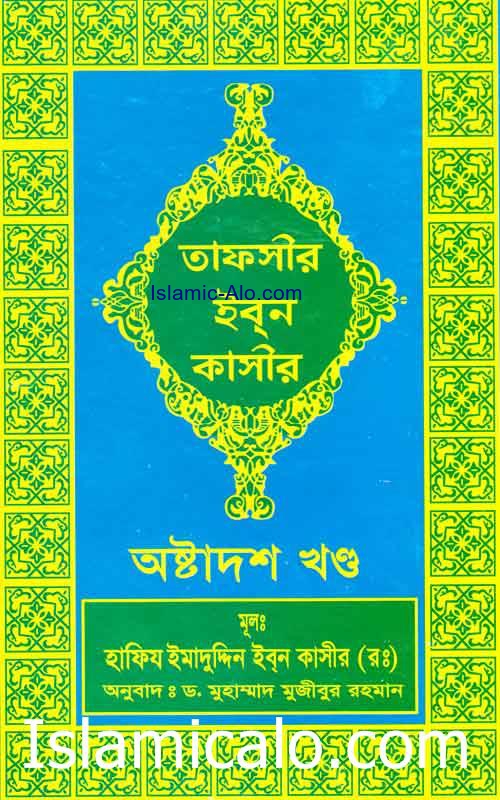 তাফসীর
Islamic-Alo.com
ইব্ন
কাসীর
অষ্টাদশ খণ্ড
মূলঃ
হাফিয ইমাদুদ্দিন ইব্ন কাসীর (রঃ)
অনুবাদ ঃ ড. মুহাম্মাদ মুজীবুর রহমান
Islamicalo.com